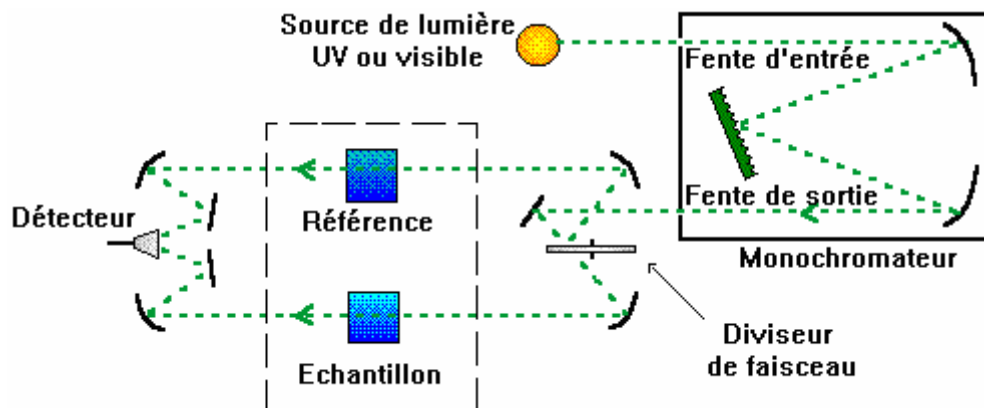 Source de lumière
UV ou visible
Fente d'entrée
Fente de sortie
Monochromateur
Détecteur
Référence
Echantillon
Diviseur
de faisceau